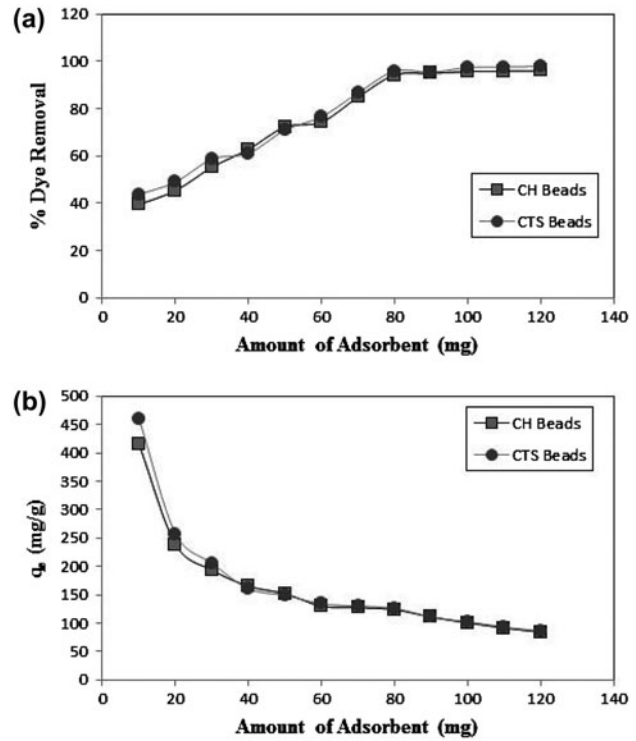 (a)
% Dye Removal
120
100
80
60
40
20
0
CH Beads
CTS Beads
0 20 40 60 80 100 120 140
Amount of Adsorbent (mg)
(b)
qe (mg/g)
500
450
400
350
300
250
200
150
100
50
0
CH Beads
CTS Beads
0 20 40 60 80 100 120 140
Amount of Adsorbent (mg)